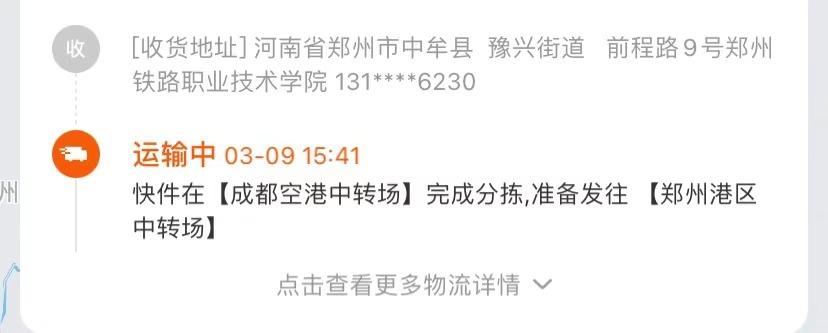 收
[收货地址] 河南省郑州市中牟县 豫兴街道 前程路9号郑州
铁路职业技术学院 131****6230
运输中 03-09 15:41
快件在【成都空港中转场】完成分拣,准备发往 【郑州港区
中转场】
州
点击查看更多物流详情